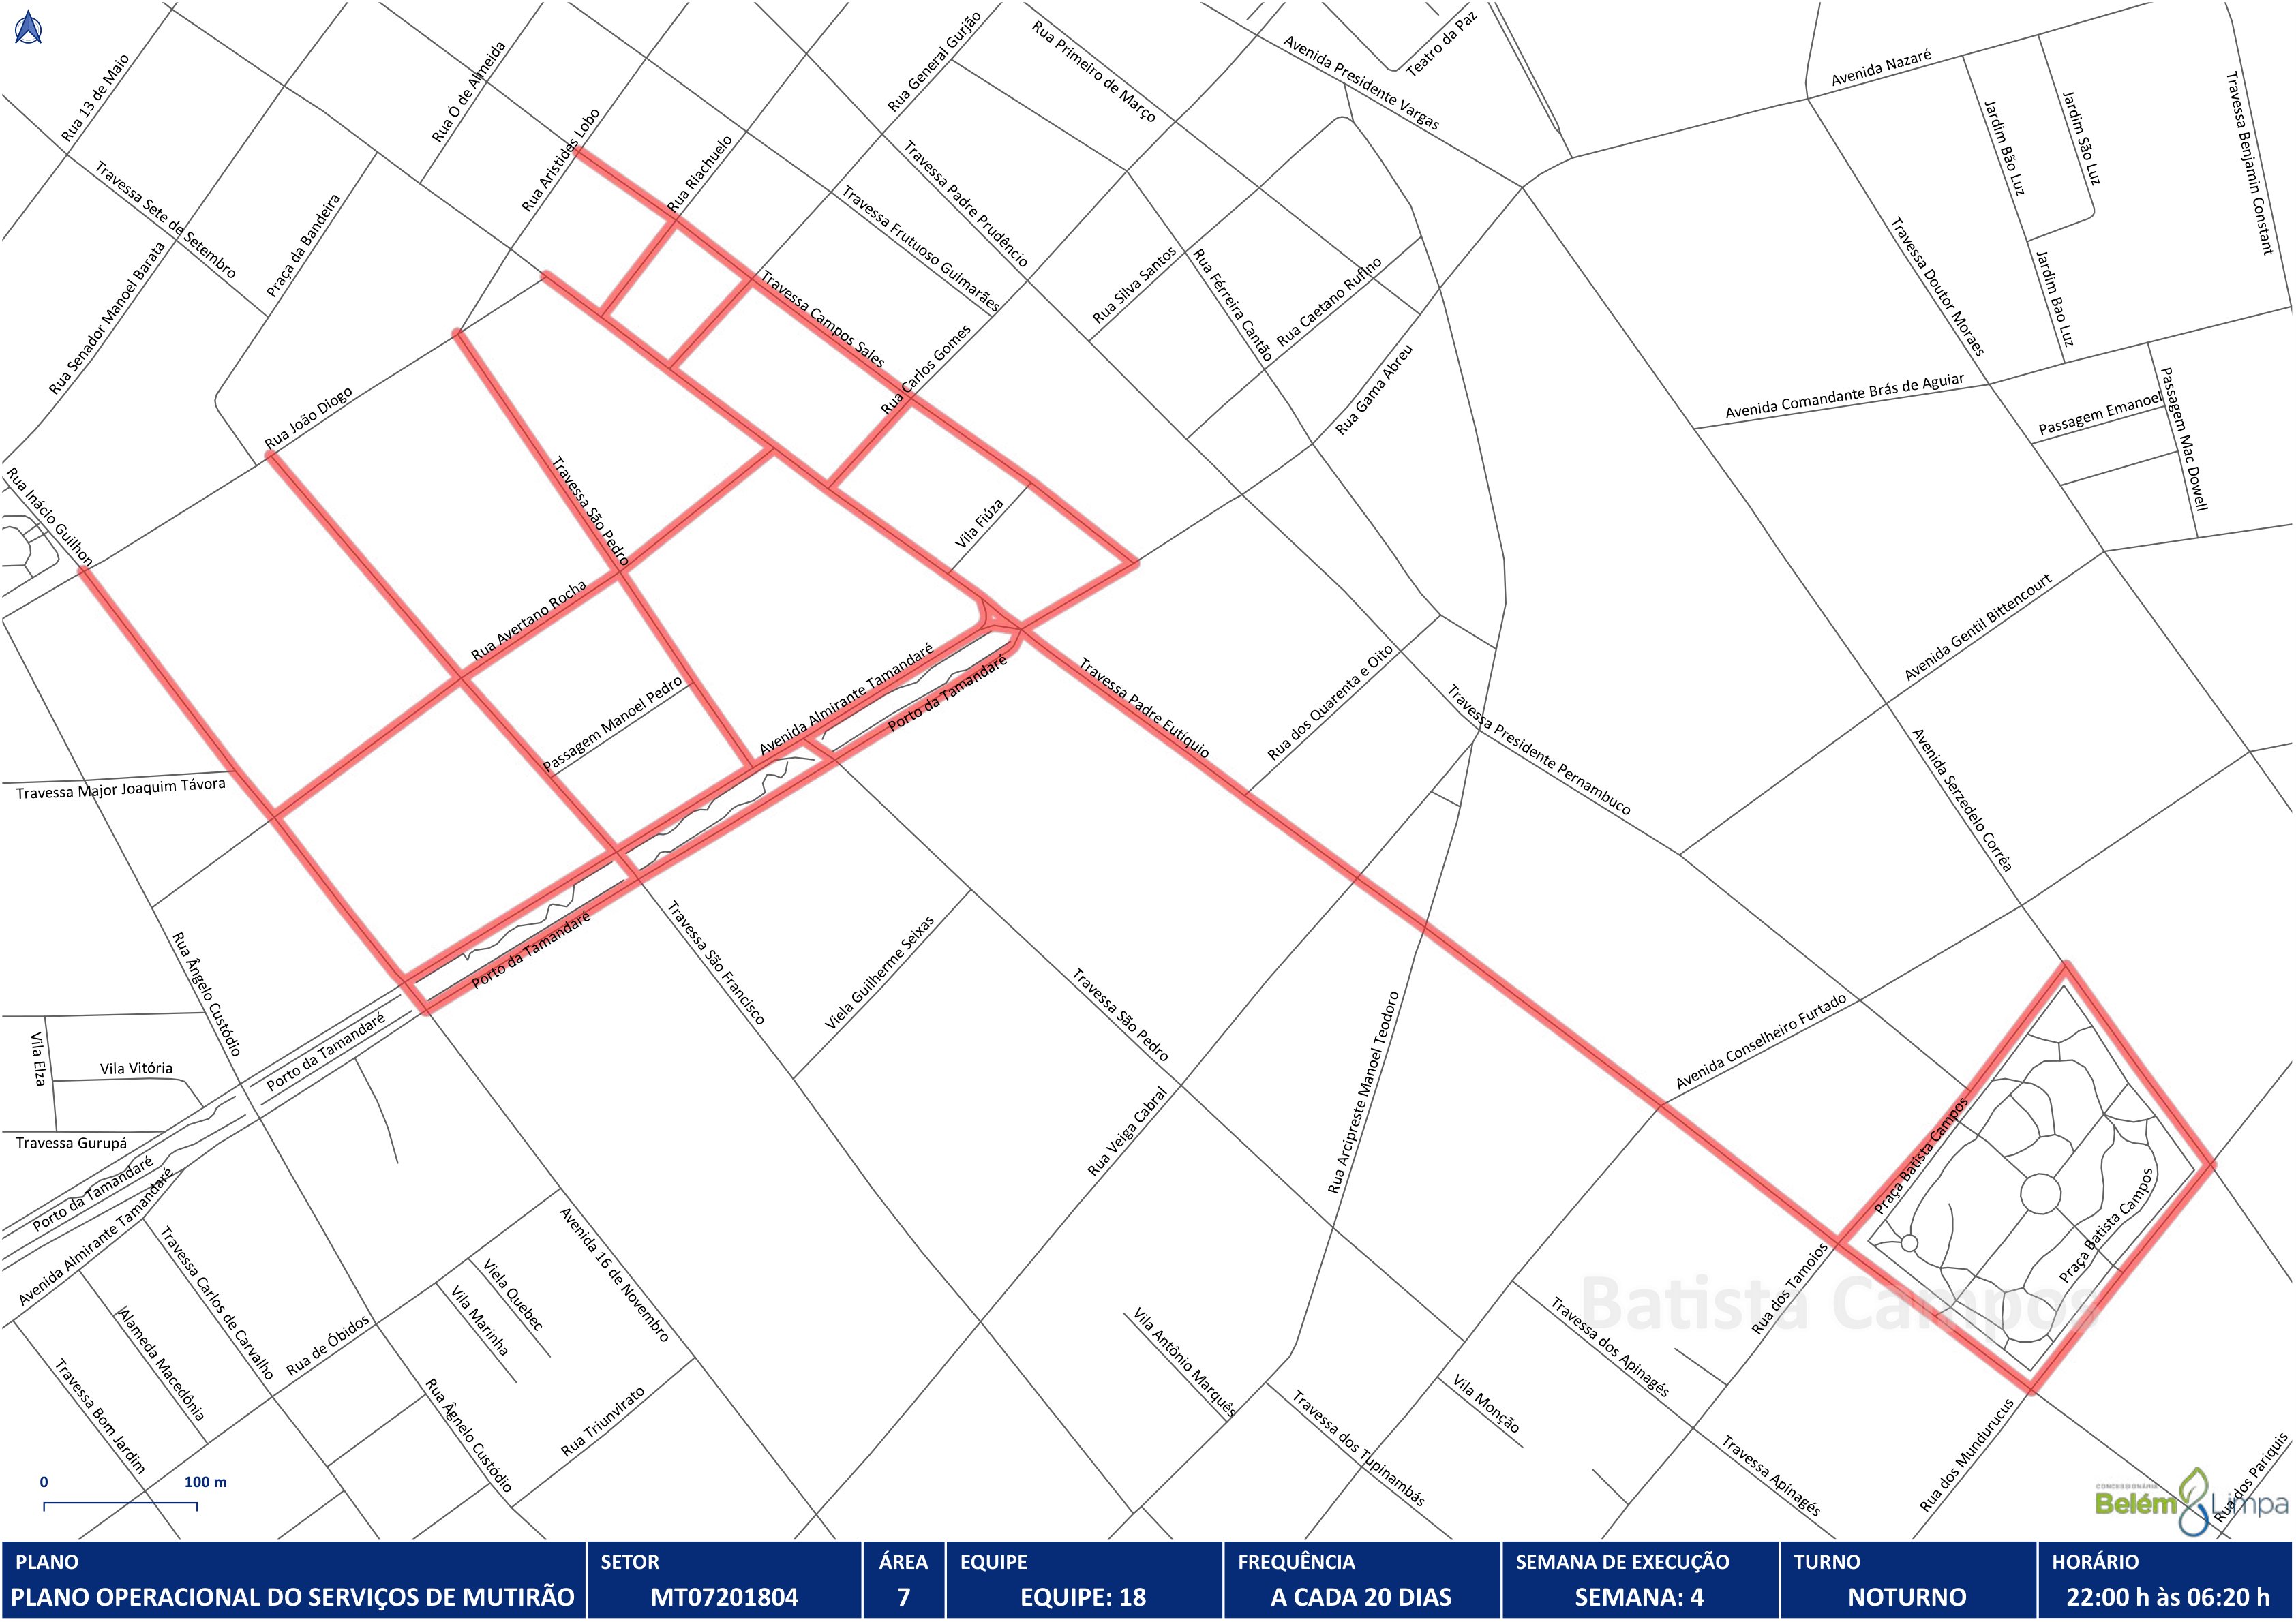 Rua 13 de Maio
Travessa Sete de Setembro
Rua Senador Manoel Barata
Praça da Bandeira
Rua Ó de Almeida
Rua Aristides Lobo
Rua Riachuelo
Rua General Gurjão
Rua Primeiro de Março
Avenida Presidente Vargas
Teatro da Paz
Avenida Nazaré
Jardim Bão Luz
Jardim São Luz
Travessa Benjamin Constant
Travessa Padre Prudêncio
Travessa Frutuoso Guimarães
Travessa Campos Sales
Rua Carlos Gomes
Rua Silva Santos
Rua Férreira Cantão
Rua Caetano Rufino
Rua Gama Abreu
Travessa Doutor Moraes
Jardim Bao Luz
Avenida Comandante Brás de Aguiar
Passagem Emanoel
Passagem Mac Dowell
Rua João Diogo
Rua Inácio Guilhon
Travessa São Pedro
Vila Fiúza
Rua Avertano Rocha
Passagem Manoel Pedro
Avenida Almirante Tamandaré
Porto da Tamandaré
Travessa Padre Eutíquio
Rua dos Quarenta e Oito
Travessa Presidente Pernambuco
Avenida Gentil Bittencourt
Avenida Serzedelo Corrêa
Travessa Major Joaquim Távora
Rua Ângelo Custódio
Porto da Tamandaré
Travessa São Francisco
Viela Guilherme Seixas
Travessa São Pedro
Rua Arcipreste Manoel Teodoro
Avenida Conselheiro Furtado
Praça Batista Campos
Praça Batista Campos
Vila Elza
Vila Vitória
Travessa Gurupá
Porto da Tamandaré
Porto da Tamandaré
Avenida Almirante Tamandaré
Rua Veiga Cabral
Avenida 16 de Novembro
Travessa Carlos de Carvalho
Alameda Macedônia
Travessa Bom Jardim
Rua de Óbidos
Viela Quebec
Vila Marinha
Rua Âgnelo Custódio
Rua Triunvirato
Vila Antônio Marquês
Travessa dos Tupinambás
Vila Monção
Travessa dos Apinagés
Travessa Apinagés
Rua dos Tamoios
Batista Campos
Rua dos Mundurucus
Rua dos Pariquis
0 100 m
CONCESSIONÁRIA
Belém Limpa
PLANO
PLANO OPERACIONAL DO SERVIÇOS DE MUTIRÃO
SETOR
MT07201804
ÁREA
7
EQUIPE
EQUIPE: 18
FREQUÊNCIA
A CADA 20 DIAS
SEMANA DE EXECUÇÃO
SEMANA: 4
TURNO
NOTURNO
HORÁRIO
22:00 h às 06:20 h